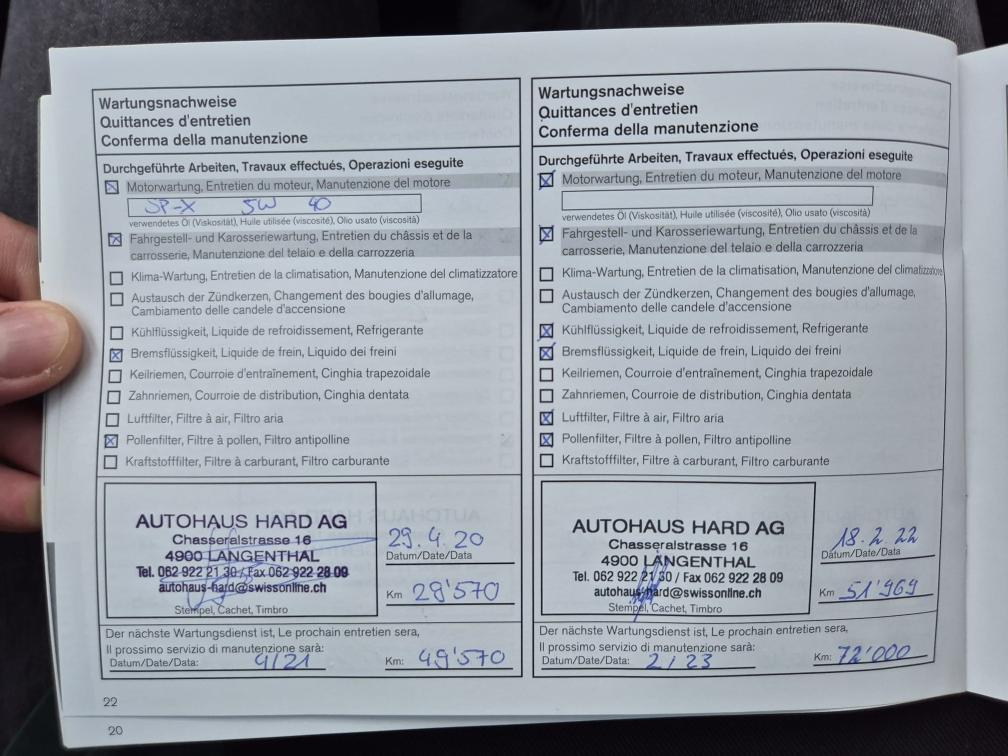 Wartungsnachweise
Quittances d'entretien
Conferma della manutenzione
Durchgeführte Arbeiten, Travaux effectués, Operazioni eseguite
Motorwartung, Entretien du moteur, Manutenzione del motore
SP-X 5W 40
verwendetes Öl (Viskosität), Huile utilisée (viscosité), Olio usato (viscosità)
Fahrgestell- und Karosseriewartung, Entretien du châssis et de la
carrosserie, Manutenzione del telaio e della carrozzeria
Klima-Wartung, Entretien de la climatisation, Manutenzione del climatizzatore
Austausch der Zündkerzen, Changement des bougies d'allumage,
Cambiamento delle candele d'accensione
Kühlflüssigkeit, Liquide de refroidissement, Refrigerante
Bremsflüssigkeit, Liquide de frein, Liquido dei freini
Keilriemen, Courroie d'entraînement, Cinghia trapezoidale
Zahnriemen, Courroie de distribution, Cinghia dentata
Luftfilter, Filtre à air, Filtro aria
Pollenfilter, Filtre à pollen, Filtro antipolline
Kraftstofffilter, Filtre à carburant, Filtro carburante
AUTOHAUS HARD AG
Chasseralstrasse 16
4900 LANGENTHAL
Tel. 062 922 21 30 / Fax 062 922 28 09
autohaus-hard@swissonline.ch
Stempel, Cachet, Timbro
29.4.20
Datum/Date/Data
Km 29'570
Der nächste Wartungsdienst ist, Le prochain entretien sera,
Il prossimo servizio di manutenzione sarà:
Datum/Date/Data: 4/21 Km: 49'570
22
20
Wartungsnachweise
Quittances d'entretien
Conferma della manutenzione
Durchgeführte Arbeiten, Travaux effectués, Operazioni eseguite
Motorwartung, Entretien du moteur, Manutenzione del motore
verwendetes Öl (Viskosität), Huile utilisée (viscosité), Olio usato (viscosità)
Fahrgestell- und Karosseriewartung, Entretien du châssis et de la
carrosserie, Manutenzione del telaio e della carrozzeria
Klima-Wartung, Entretien de la climatisation, Manutenzione del climatizzatore
Austausch der Zündkerzen, Changement des bougies d'allumage,
Cambiamento delle candele d'accensione
Kühlflüssigkeit, Liquide de refroidissement, Refrigerante
Bremsflüssigkeit, Liquide de frein, Liquido dei freini
Keilriemen, Courroie d'entraînement, Cinghia trapezoidale
Zahnriemen, Courroie de distribution, Cinghia dentata
Luftfilter, Filtre à air, Filtro aria
Pollenfilter, Filtre à pollen, Filtro antipolline
Kraftstofffilter, Filtre à carburant, Filtro carburante
AUTOHAUS HARD AG
Chasseralstrasse 16
4900 LANGENTHAL
Tel. 062 922 21 30 / Fax 062 922 28 09
autohaus-hard@swissonline.ch
Stempel, Cachet, Timbro
18.2.22
Datum/Date/Data
Km 51'969
Der nächste Wartungsdienst ist, Le prochain entretien sera,
Il prossimo servizio di manutenzione sarà:
Datum/Date/Data: 2/23 Km: 72'000